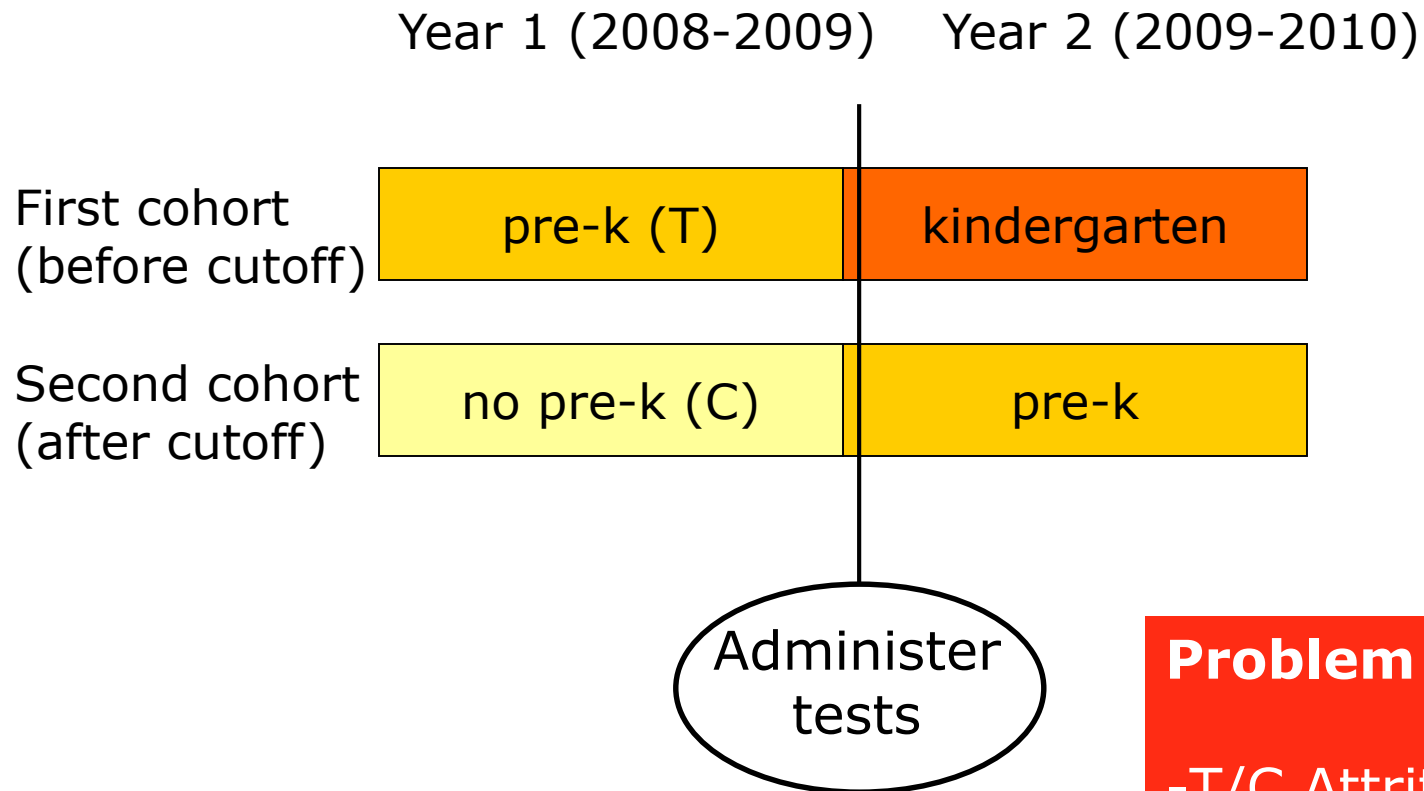 Year 1 (2008-2009) Year 2 (2009-2010)
First cohort
(before cutoff)
pre-k (T)
kindergarten
Second cohort
(after cutoff)
no pre-k (C)
pre-k
Administer
tests
Problem